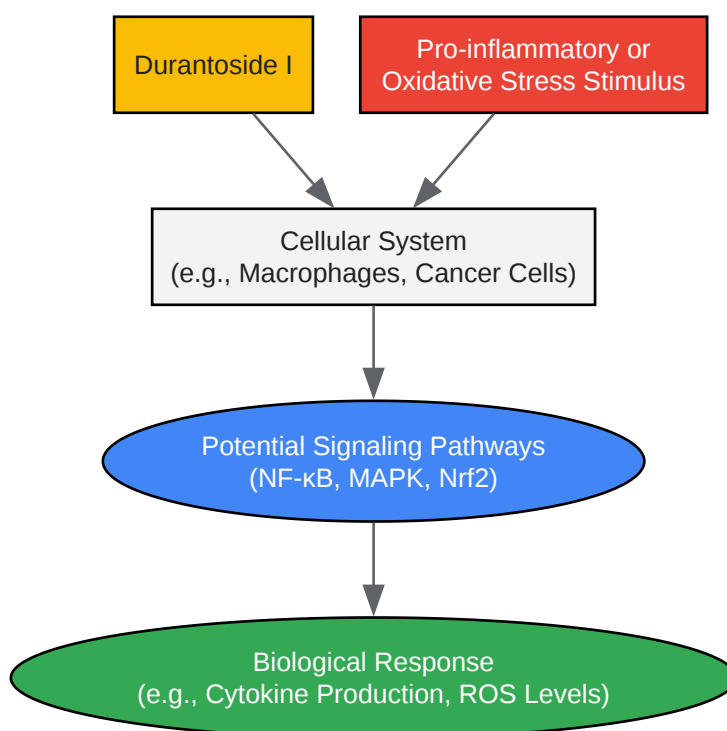 Durantoside I
Pro-inflammatory or
Oxidative Stress Stimulus
Cellular System
(e.g., Macrophages, Cancer Cells)
Potential Signaling Pathways
(NF-κB, MAPK, Nrf2)
Biological Response
(e.g., Cytokine Production, ROS Levels)